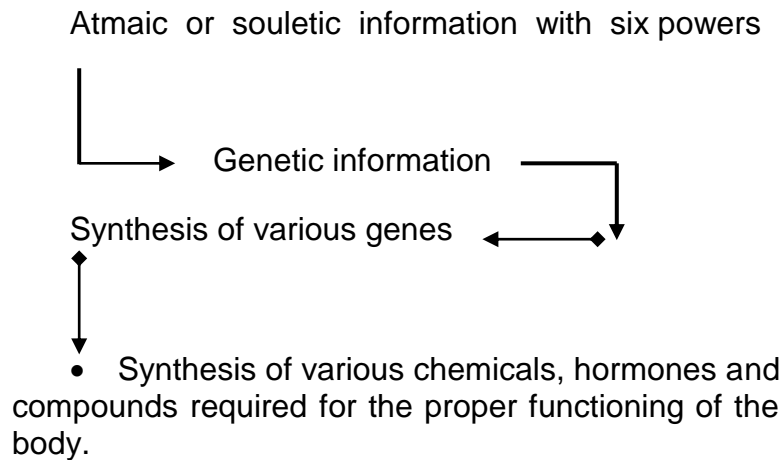 Atmaic or souletic information with six powers
Genetic information
Synthesis of various genes
• Synthesis of various chemicals, hormones and
compounds required for the proper functioning of the
body.